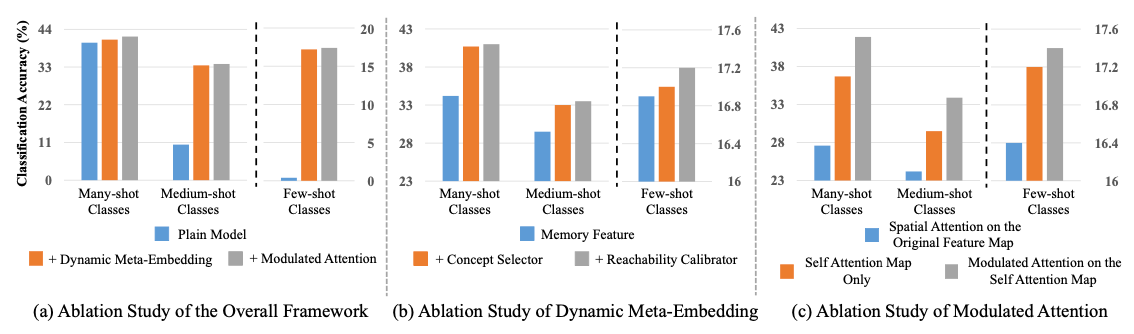 Classification Accuracy (%)
44
33
22
11
0
20
15
10
5
0
Many-shot
Classes
Medium-shot
Classes
Few-shot
Classes
Plain Model
+ Dynamic Meta-Embedding
+ Modulated Attention
(a) Ablation Study of the Overall Framework
43
38
33
28
23
17.6
17.2
16.8
16.4
16
Many-shot
Classes
Medium-shot
Classes
Few-shot
Classes
Memory Feature
+ Concept Selector
+ Reachability Calibrator
(b) Ablation Study of Dynamic Meta-Embedding
43
38
33
28
23
17.6
17.2
16.8
16.4
16
Many-shot
Classes
Medium-shot
Classes
Few-shot
Classes
Spatial Attention on the
Original Feature Map
Self Attention Map
Only
Modulated Attention on the
Self Attention Map
(c) Ablation Study of Modulated Attention